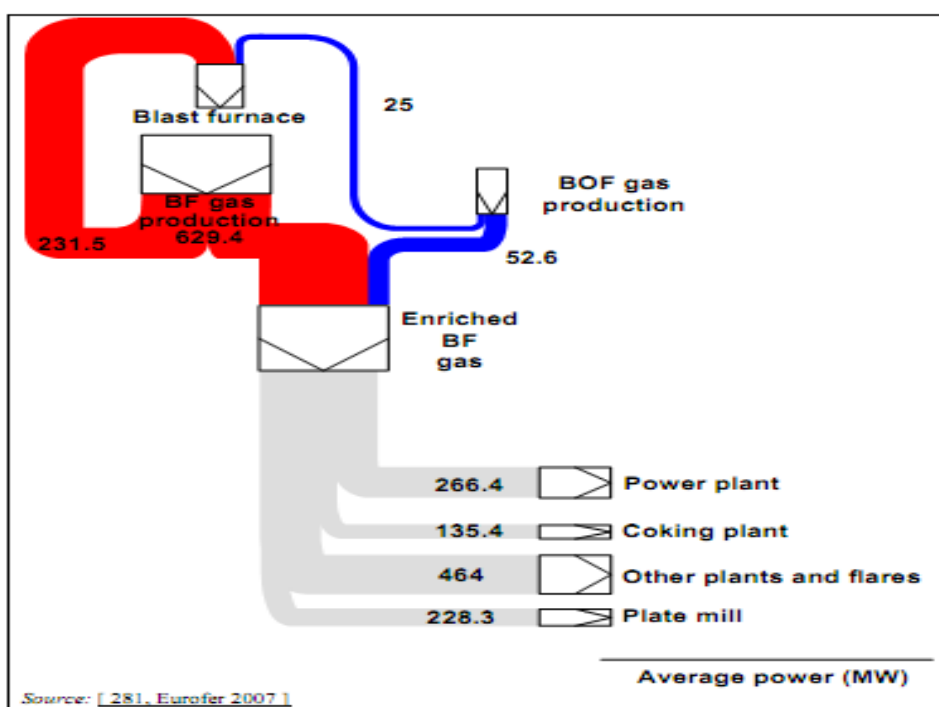 Blast furnace
25
BF gas
production
629.4
231.5
BOF gas
production
52.6
Enriched
BF
gas
266.4
Power plant
135.4
Coking plant
464
Other plants and flares
228.3
Plate mill
Average power (MW)
Source: [ 281, Eurofer 2007 ]